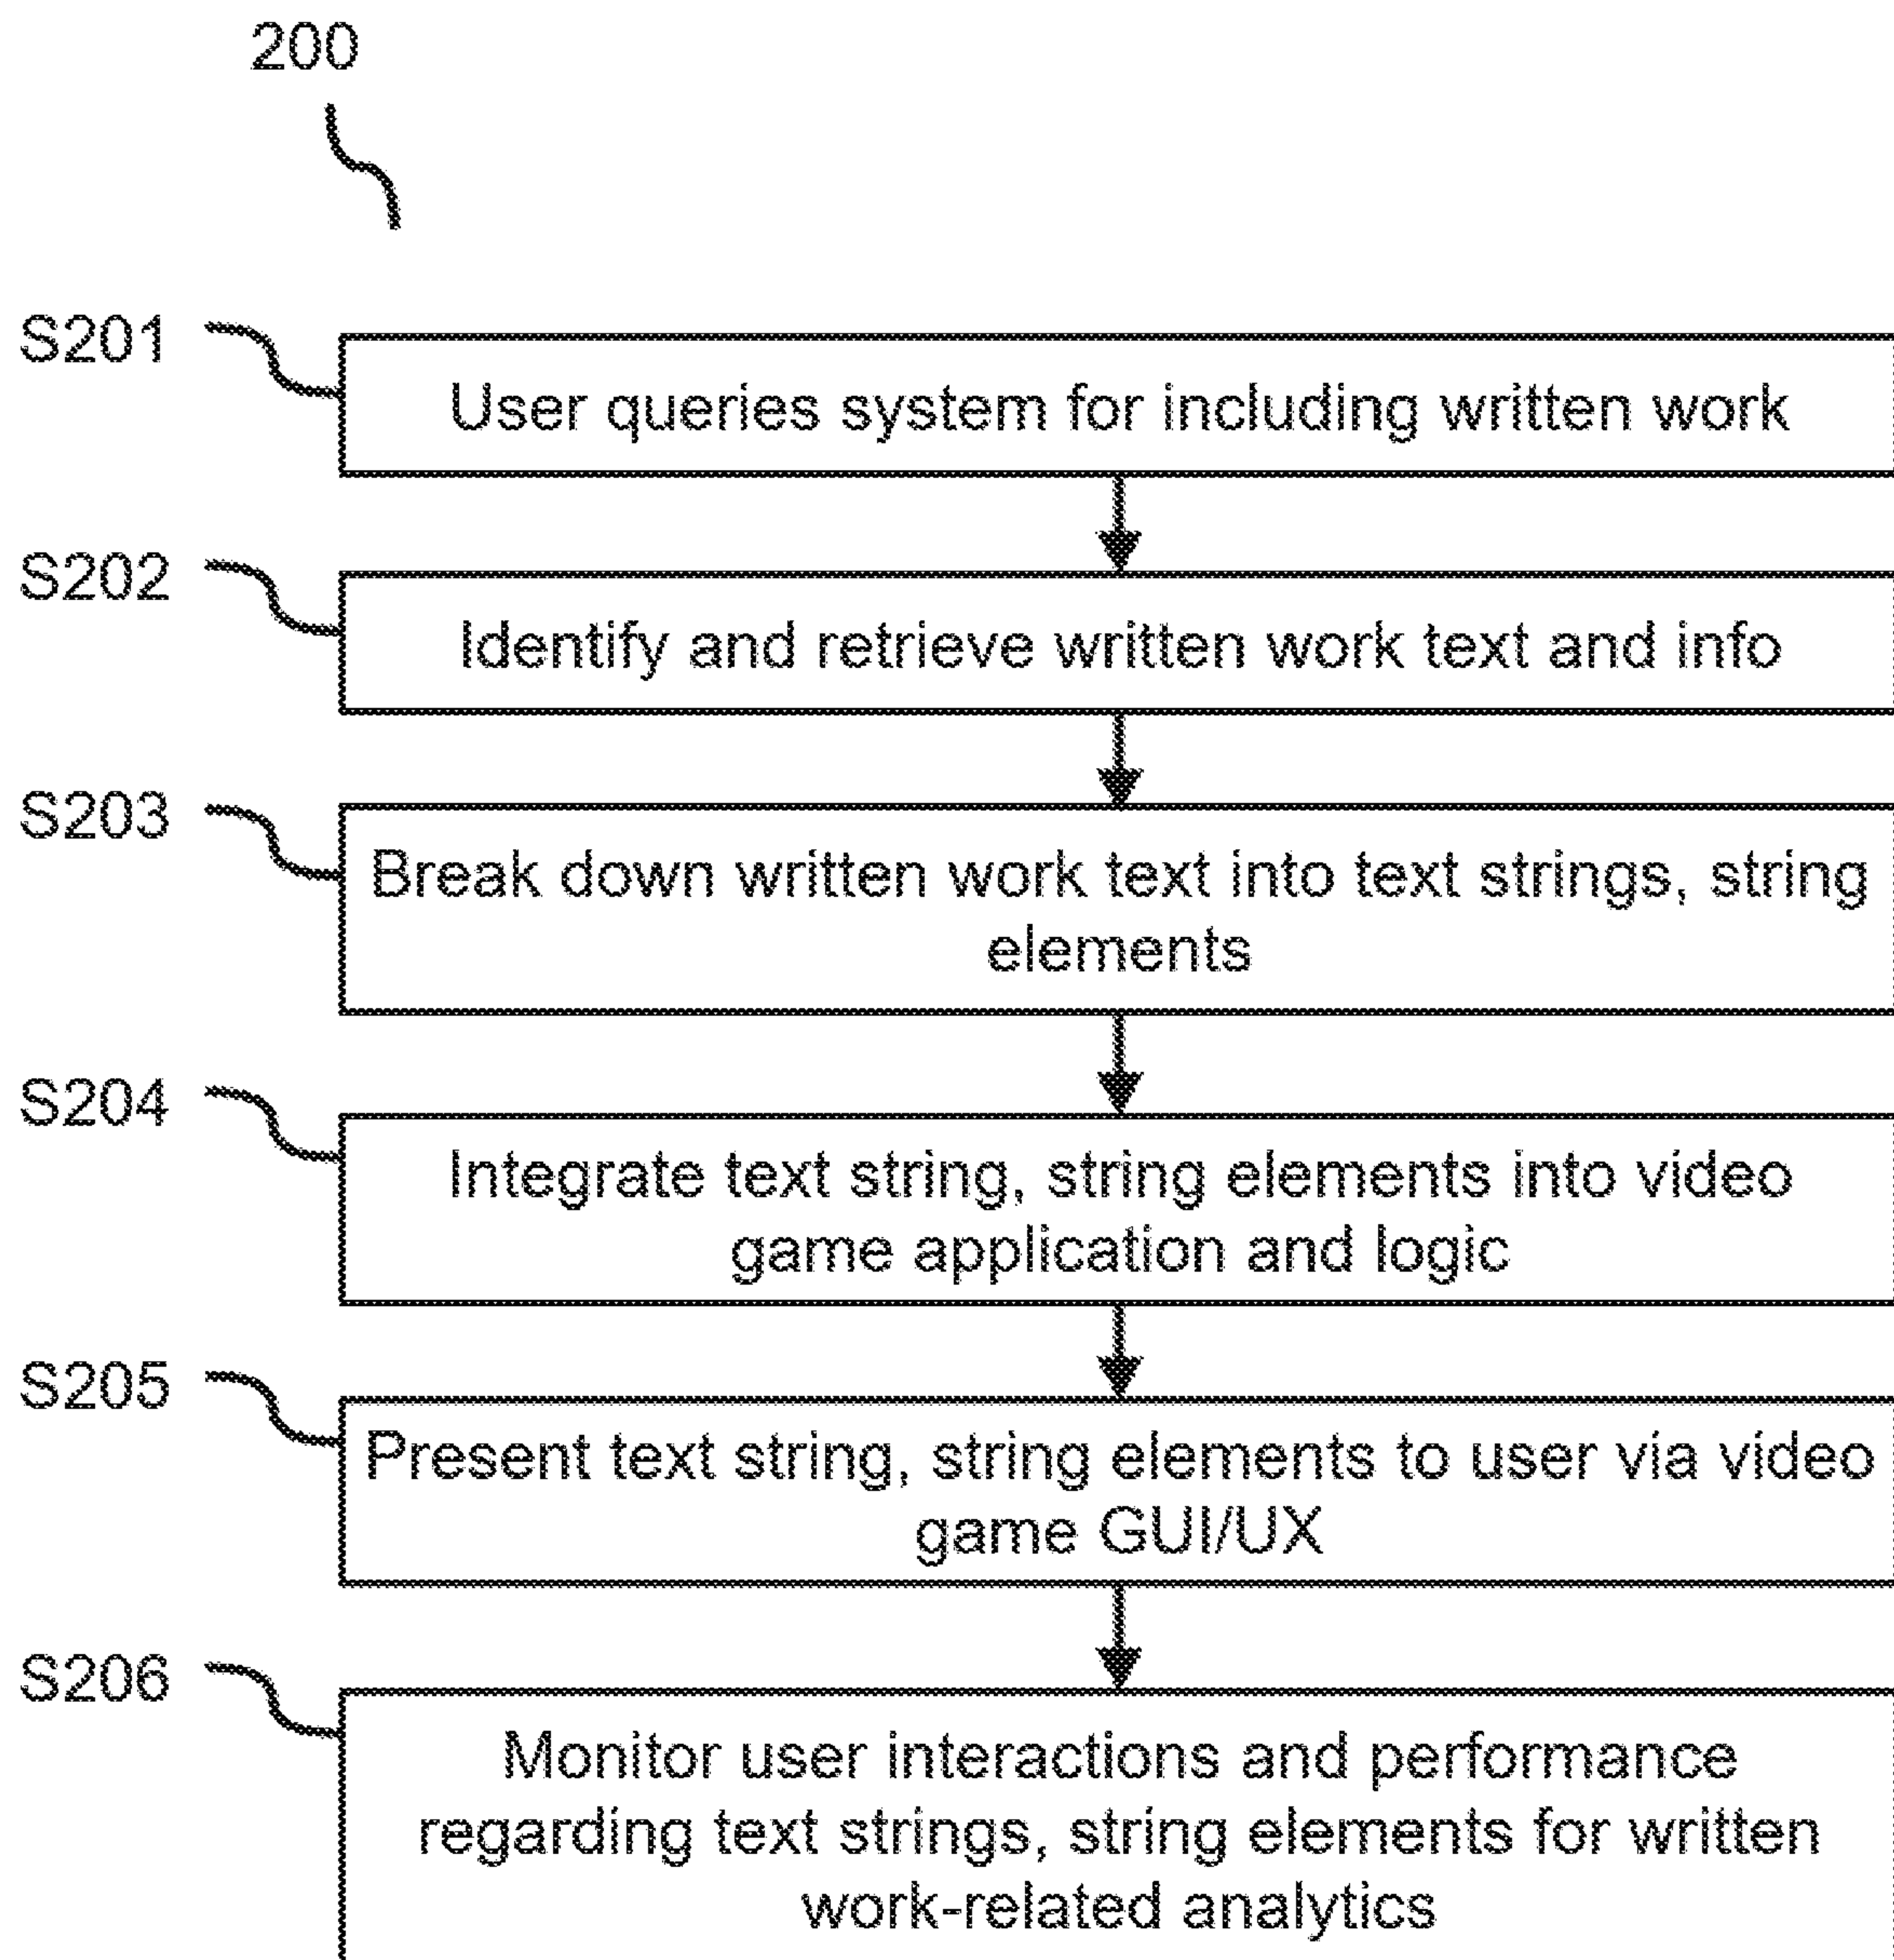 200
S201
User queries system for including written work
S202
Identify and retrieve written work text and info
S203
Break down written work text into text strings, string
elements
S204
Integrate text string, string elements into video
game application and logic
S205
Present text string, string elements to user via video
game GUI/UX
S206
Monitor user interactions and performance
regarding text strings, string elements for written
work-related analytics